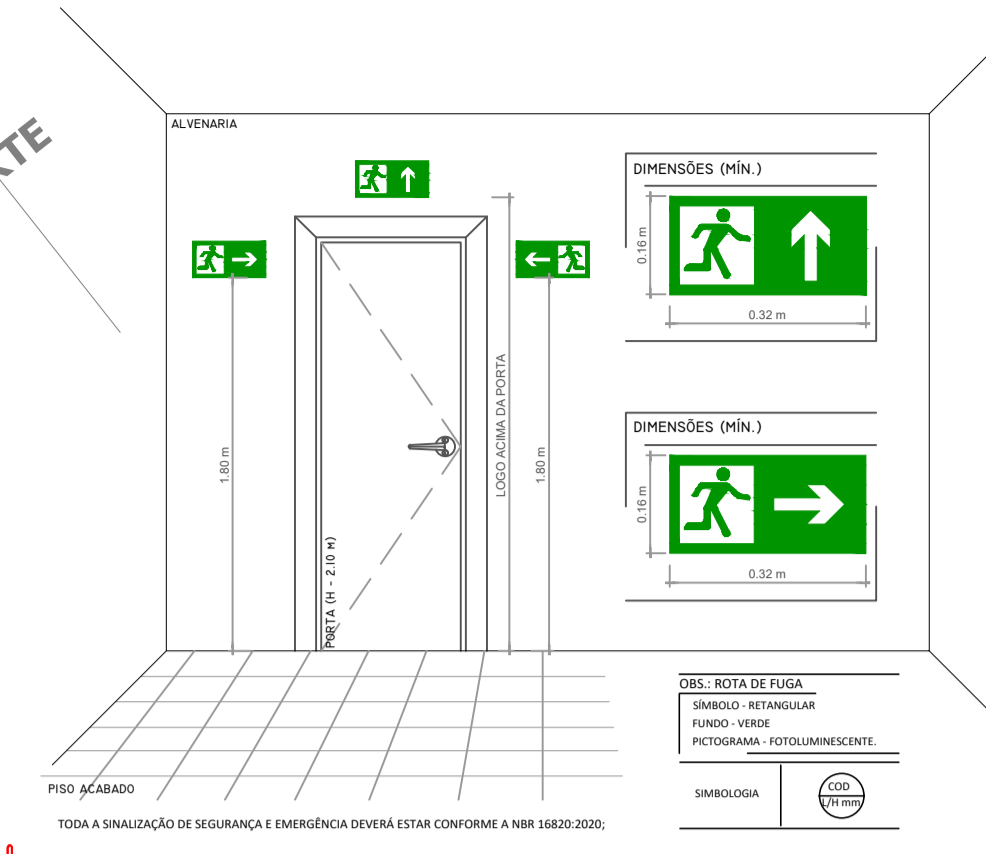 ALVENARIA
DIMENSÕES (MÍN.)
0.16 m
0.32 m
1.80 m
PORTA (H - 2.10 M)
LOGO ACIMA DA PORTA
1.80 m
DIMENSÕES (MÍN.)
0.16 m
0.32 m
OBS.: ROTA DE FUGA
SÍMBOLO - RETANGULAR
FUNDO - VERDE
PICTOGRAMA - FOTOLUMINESCENTE.
SIMBOLOGIA
COD
L/H mm
PISO ACABADO
TODA A SINALIZAÇÃO DE SEGURANÇA E EMERGÊNCIA DEVERÁ ESTAR CONFORME A NBR 16820:2020;